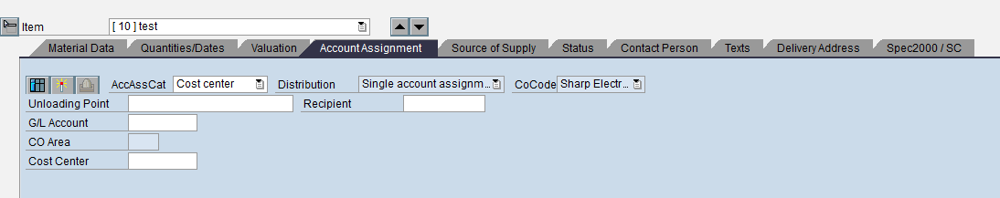 Item [ 10 ] test
Material Data Quantities/Dates Valuation Account Assignment Source of Supply Status Contact Person Texts Delivery Address Spec2000 / SC
AccAssCat Cost center Distribution Single account assignm... CoCode Sharp Electr...
Unloading Point Recipient
G/L Account
CO Area
Cost Center